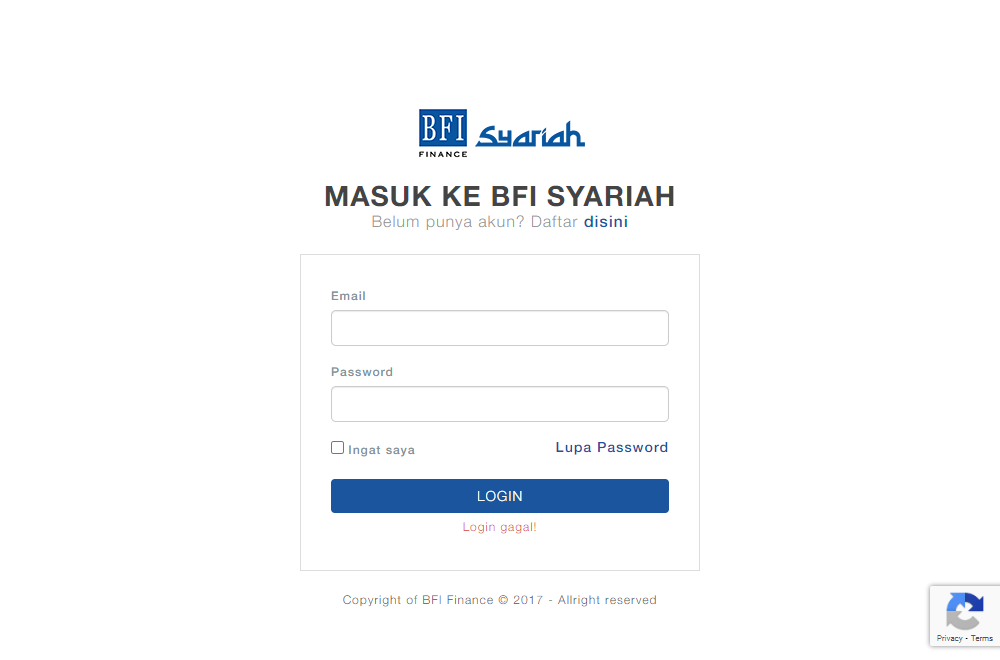 BFI Syariah
FINANCE
MASUK KE BFI SYARIAH
Belum punya akun? Daftar disini
Email
Password
Ingat saya Lupa Password
LOGIN
Login gagal!
Copyright of BFI Finance © 2017 - Allright reserved
Privacy - Terms